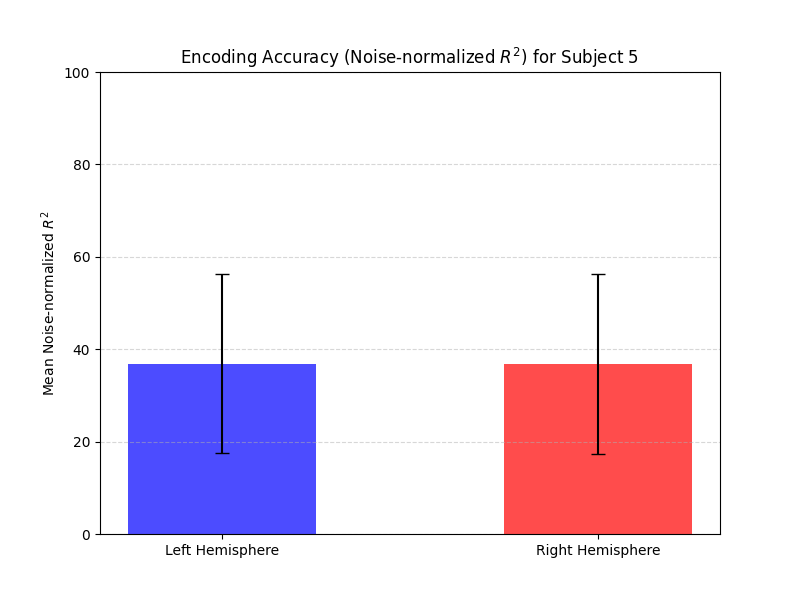 Encoding Accuracy (Noise-normalized R²) for Subject 5
Mean Noise-normalized R²
100
80
60
40
20
0
Left Hemisphere
Right Hemisphere